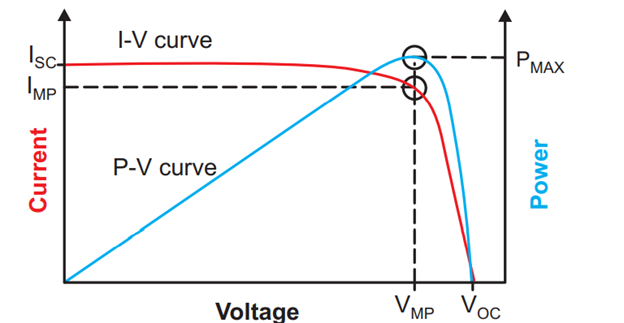 I-V curve
ISC
PMAX
IMP
P-V curve
Current
Power
Voltage
VMP
VOC